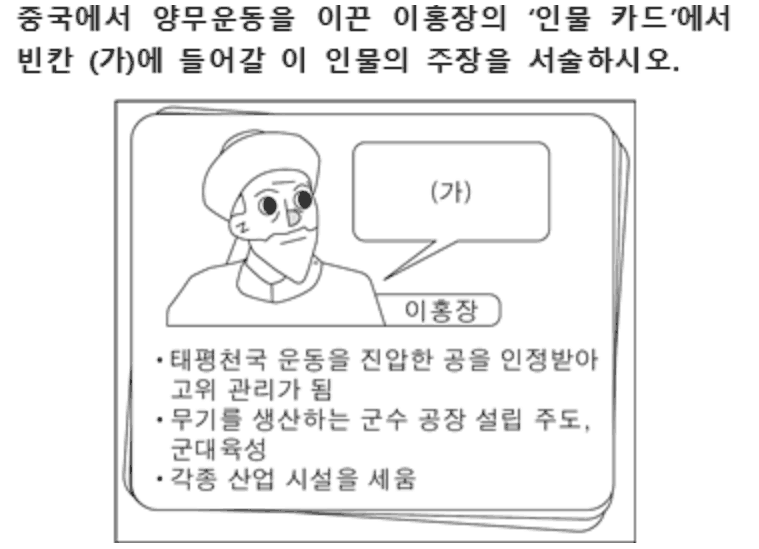 중국에서 양무운동을 이끈 이홍장의 '인물 카드'에서
빈칸 (가)에 들어갈 이 인물의 주장을 서술하시오.
(가)
이홍장
• 태평천국 운동을 진압한 공을 인정받아
고위 관리가 됨
• 무기를 생산하는 군수 공장 설립 주도,
군대육성
• 각종 산업 시설을 세움